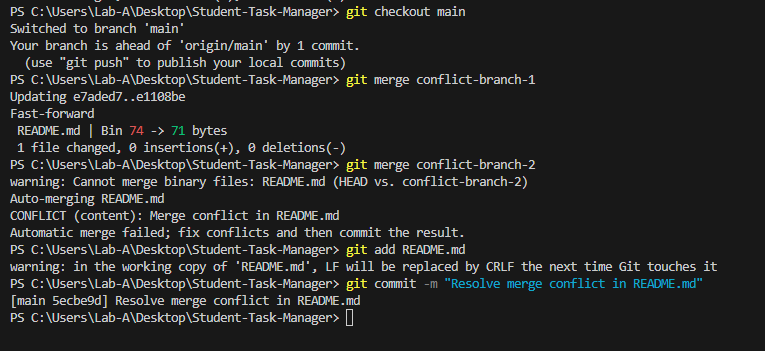 PS C:\Users\Lab-A\Desktop\Student-Task-Manager> git checkout main
Switched to branch 'main'
Your branch is ahead of 'origin/main' by 1 commit.
  (use "git push" to publish your local commits)
PS C:\Users\Lab-A\Desktop\Student-Task-Manager> git merge conflict-branch-1
Updating e7aded7..e1108be
Fast-forward
 README.md | Bin 74 -> 71 bytes
 1 file changed, 0 insertions(+), 0 deletions(-)
PS C:\Users\Lab-A\Desktop\Student-Task-Manager> git merge conflict-branch-2
warning: Cannot merge binary files: README.md (HEAD vs. conflict-branch-2)
Auto-merging README.md
CONFLICT (content): Merge conflict in README.md
Automatic merge failed; fix conflicts and then commit the result.
PS C:\Users\Lab-A\Desktop\Student-Task-Manager> git add README.md
warning: in the working copy of 'README.md', LF will be replaced by CRLF the next time Git touches it
PS C:\Users\Lab-A\Desktop\Student-Task-Manager> git commit -m "Resolve merge conflict in README.md"
[main 5ecbe9d] Resolve merge conflict in README.md
PS C:\Users\Lab-A\Desktop\Student-Task-Manager>